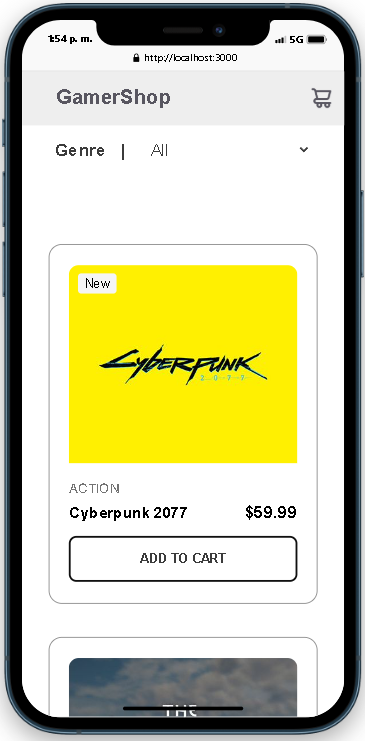 1:54 p. m. 5G
http://localhost:3000
GamerShop
Genre | All
New
CYBERPUNK
2077
ACTION
Cyberpunk 2077 $59.99
ADD TO CART
THE